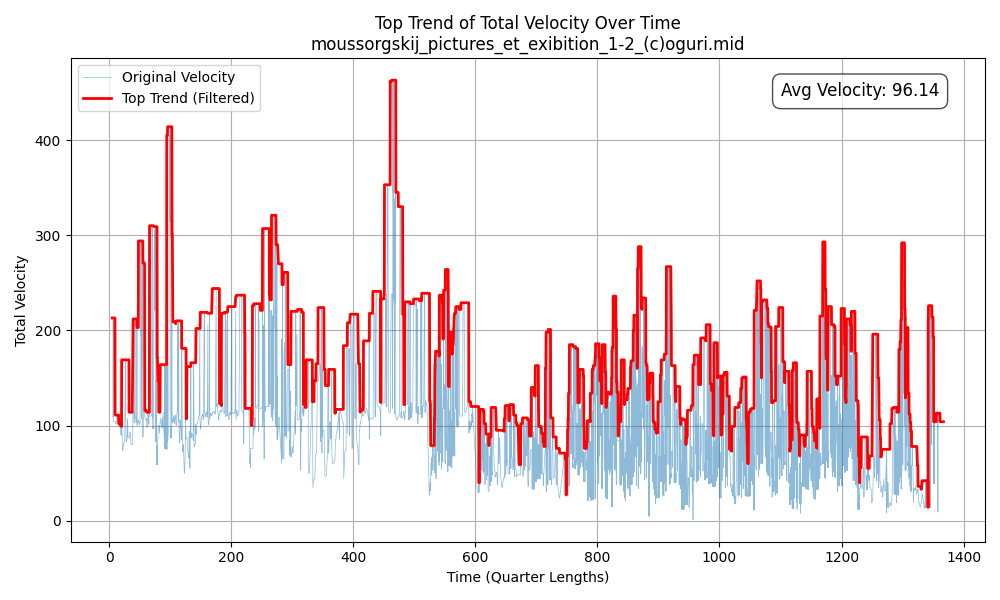 Top Trend of Total Velocity Over Time
moussorgskij_pictures_et_exibition_1-2_(c)oguri.mid
Original Velocity
Top Trend (Filtered)
Avg Velocity: 96.14
Total Velocity
400
300
200
100
0
0 200 400 600 800 1000 1200 1400
Time (Quarter Lengths)